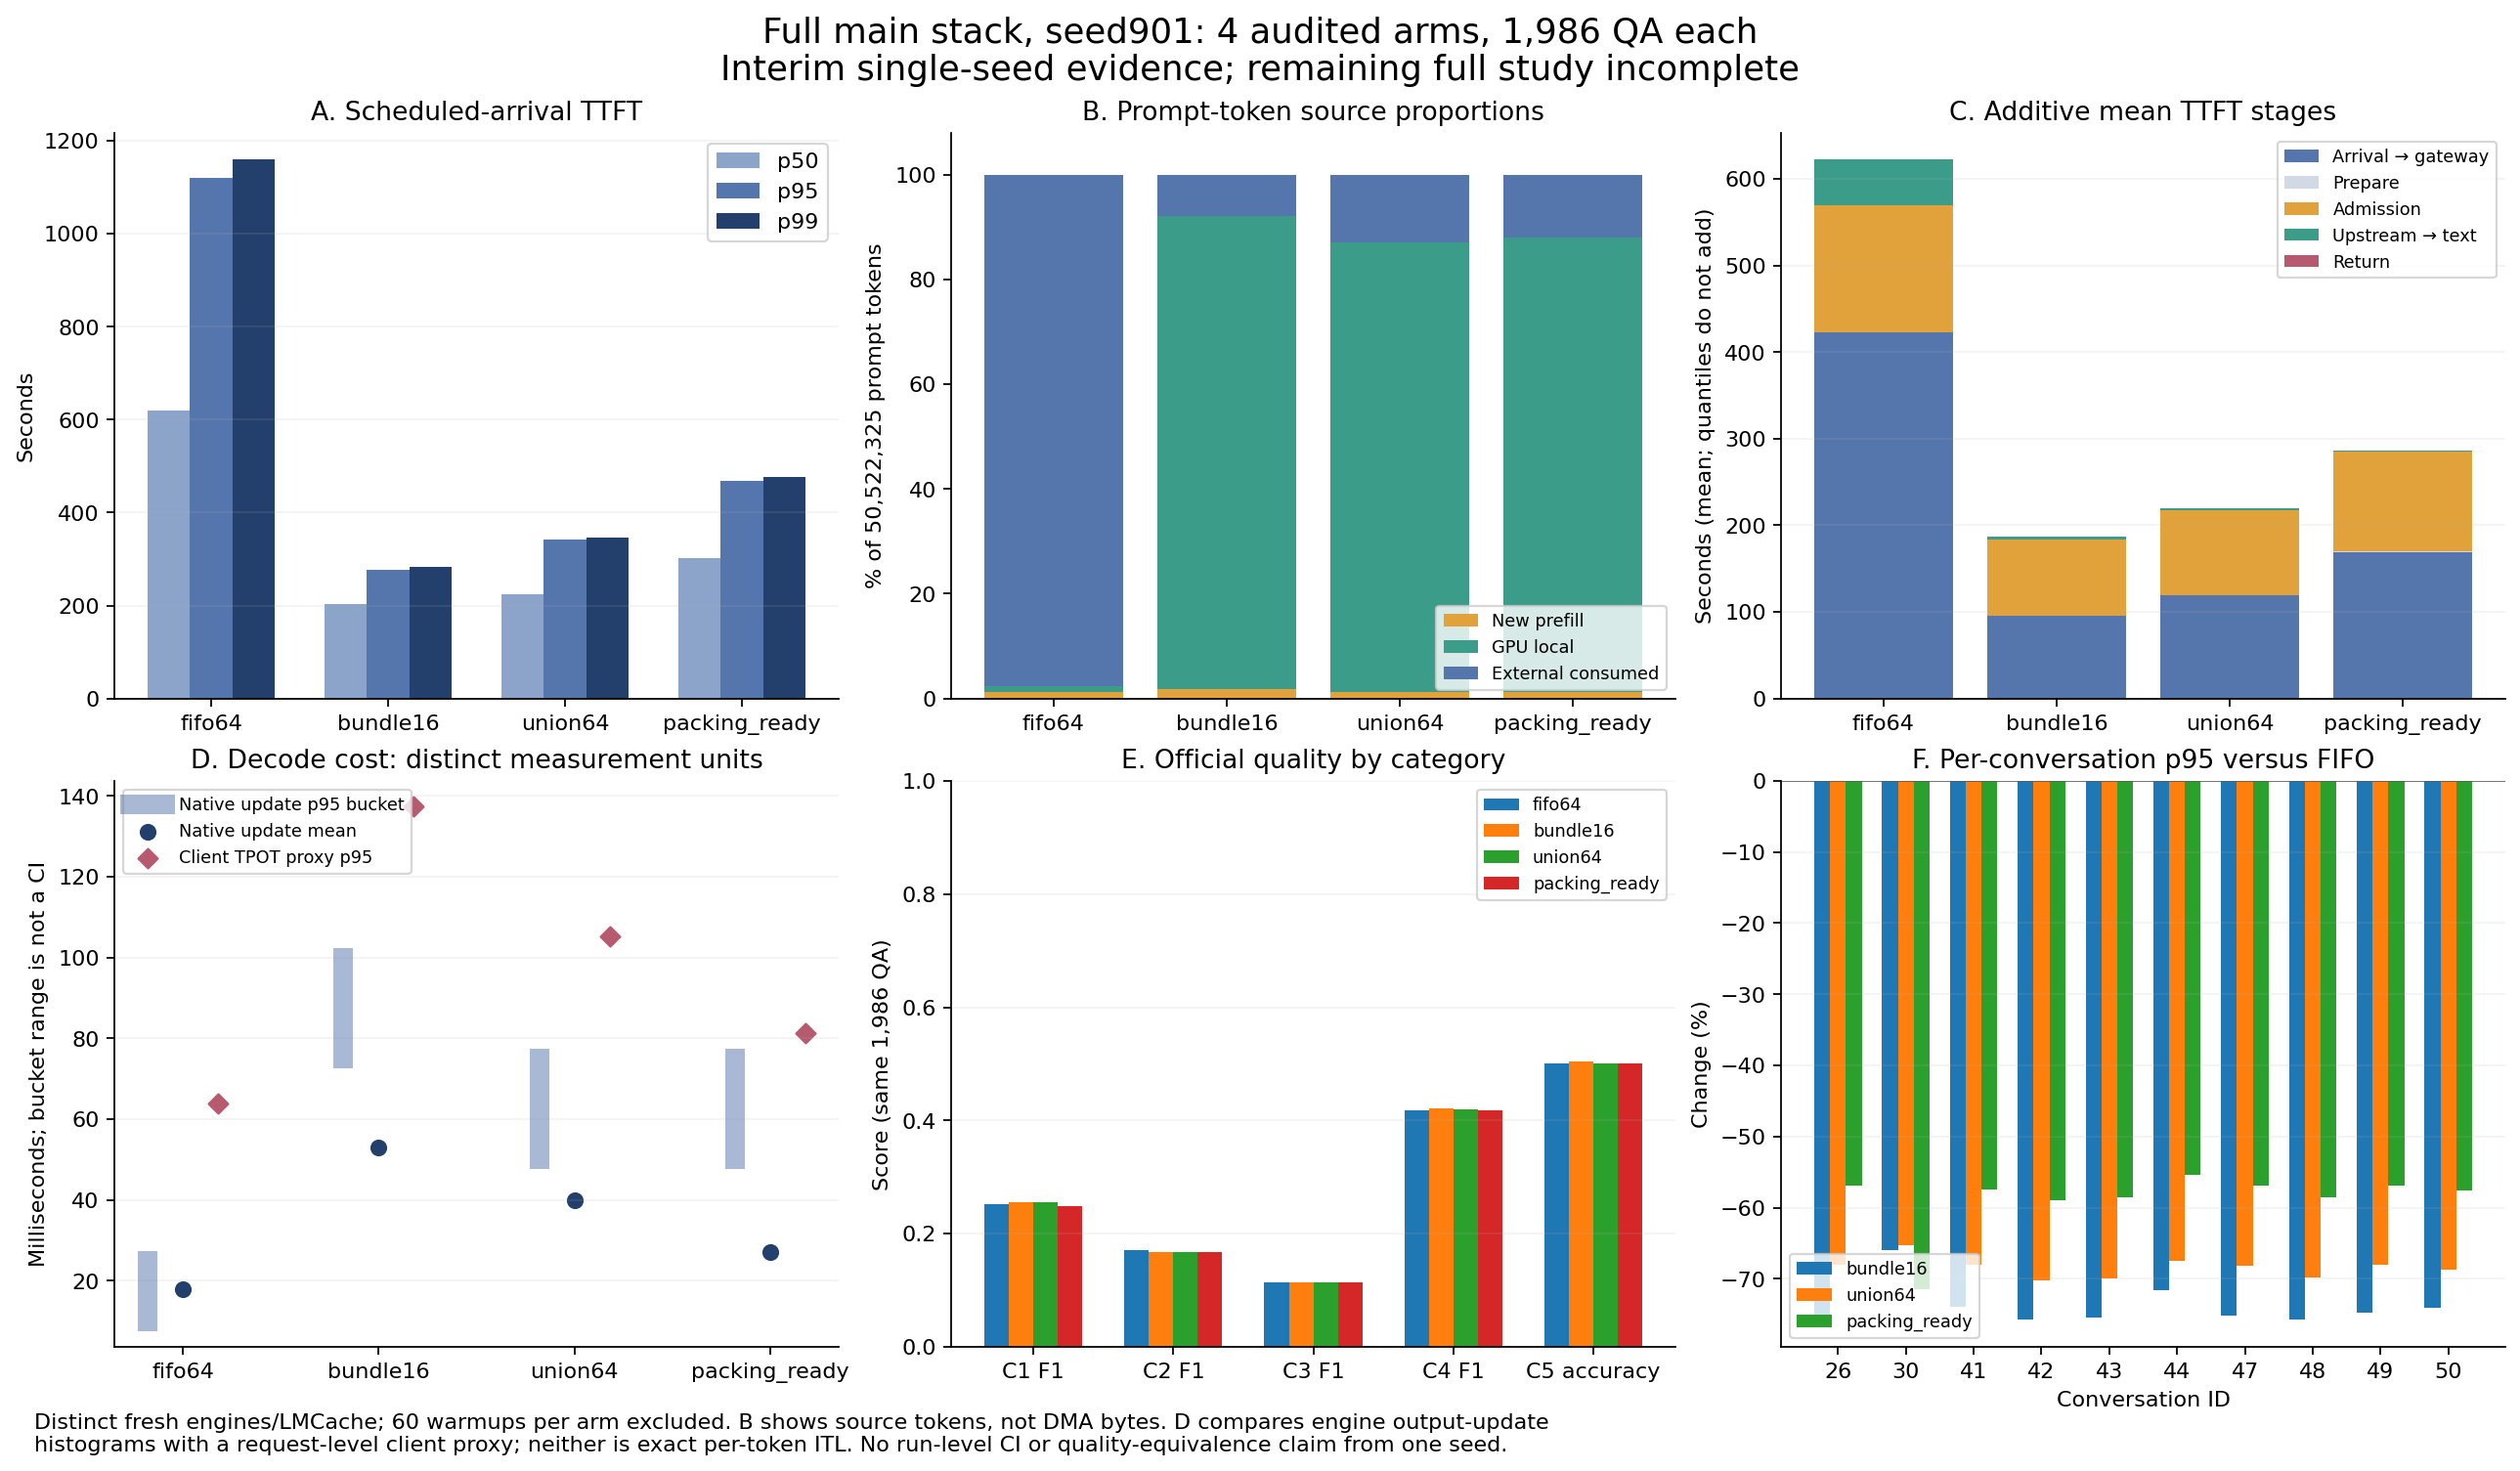 Full main stack, seed901: 4 audited arms, 1,986 QA each
Interim single-seed evidence; remaining full study incomplete
A. Scheduled-arrival TTFT
Seconds
1200
1000
800
600
400
200
0
p50
p95
p99
fifo64
bundle16
union64
packing_ready
B. Prompt-token source proportions
% of 50,522,325 prompt tokens
100
80
60
40
20
0
New prefill
GPU local
External consumed
fifo64
bundle16
union64
packing_ready
C. Additive mean TTFT stages
Seconds (mean; quantiles do not add)
600
500
400
300
200
100
0
Arrival → gateway
Prepare
Admission
Upstream → text
Return
fifo64
bundle16
union64
packing_ready
D. Decode cost: distinct measurement units
Milliseconds; bucket range is not a CI
140
120
100
80
60
40
20
Native update p95 bucket
Native update mean
Client TPOT proxy p95
fifo64
bundle16
union64
packing_ready
E. Official quality by category
Score (same 1,986 QA)
1.0
0.8
0.6
0.4
0.2
0.0
fifo64
bundle16
union64
packing_ready
C1 F1
C2 F1
C3 F1
C4 F1
C5 accuracy
F. Per-conversation p95 versus FIFO
Change (%)
0
−10
−20
−30
−40
−50
−60
−70
bundle16
union64
packing_ready
26
30
41
42
43
44
47
48
49
50
Conversation ID
Distinct fresh engines/LMCache; 60 warmups per arm excluded. B shows source tokens, not DMA bytes. D compares engine output-update
histograms with a request-level client proxy; neither is exact per-token ITL. No run-level CI or quality-equivalence claim from one seed.